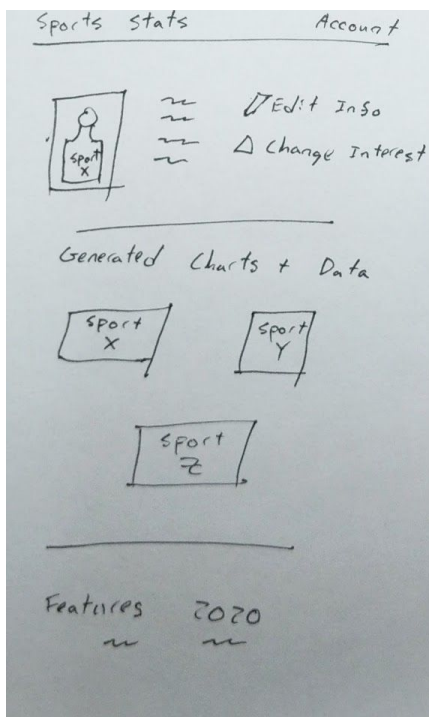 Sports Stats Account
Edit Info
Sport
X
Change Interest
Generated Charts + Data
Sport
X
Sport
Y
Sport
Z
Features 2020